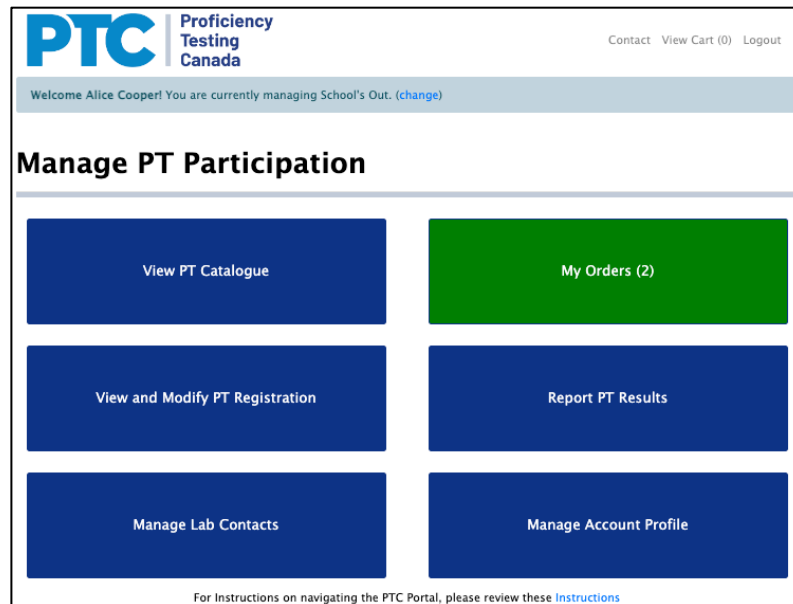 PTC
Proficiency
Testing
Canada
Contact View Cart (0) Logout
Welcome Alice Cooper! You are currently managing School's Out. (change)
Manage PT Participation
View PT Catalogue
My Orders (2)
View and Modify PT Registration
Report PT Results
Manage Lab Contacts
Manage Account Profile
For Instructions on navigating the PTC Portal, please review these Instructions